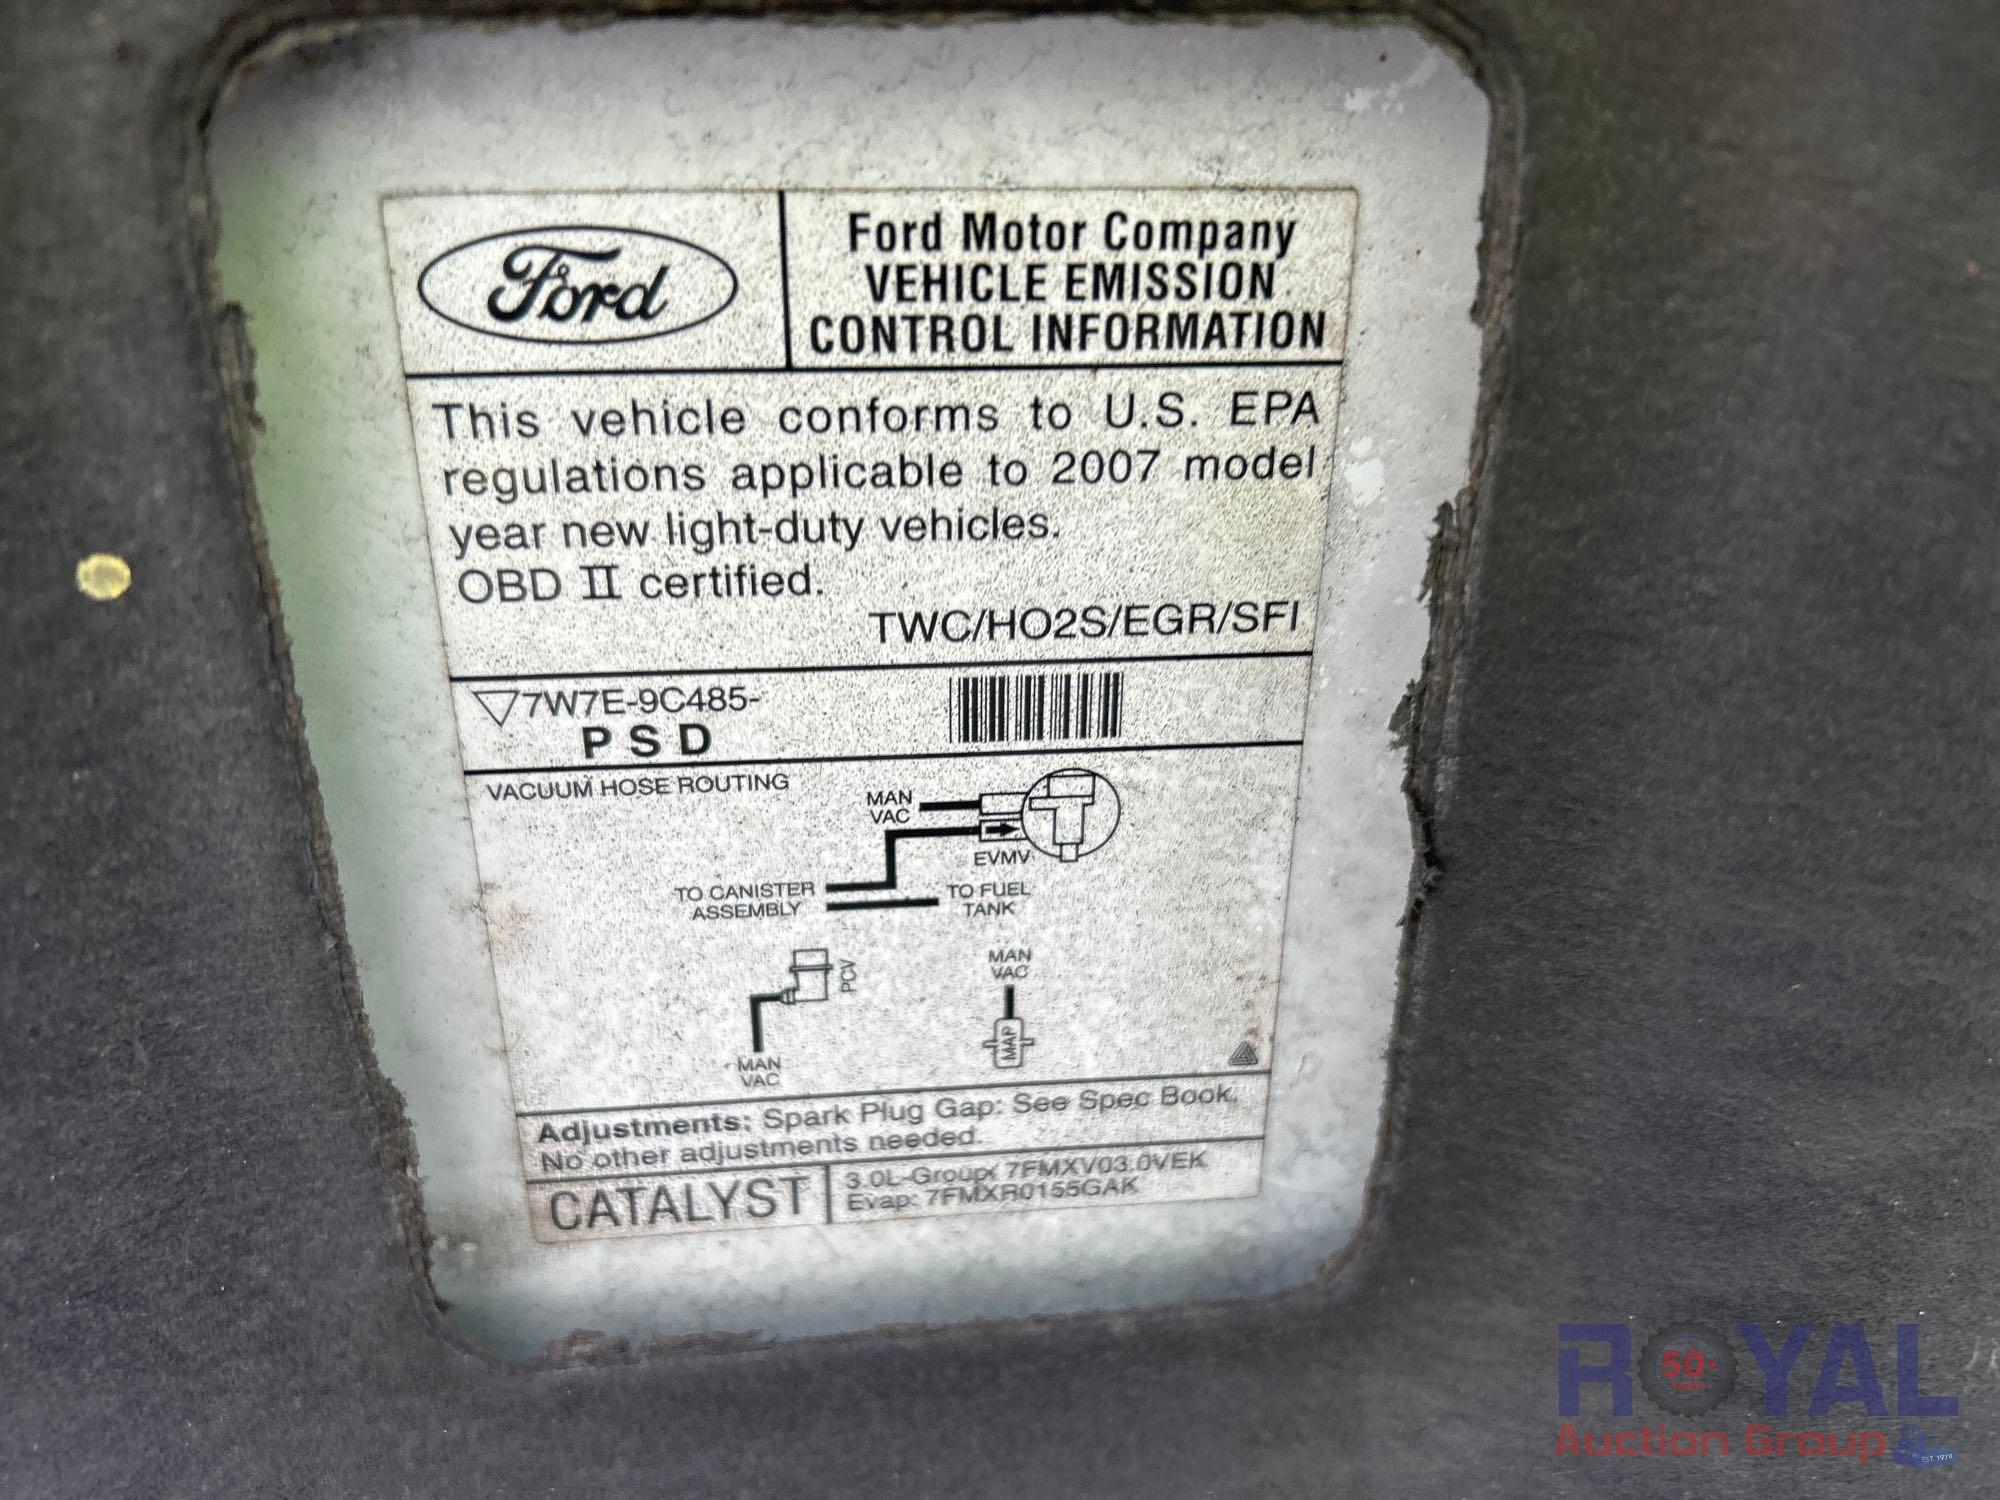 Ford
Ford Motor Company
VEHICLE EMISSION
CONTROL INFORMATION
This vehicle conforms to U.S. EPA
regulations applicable to 2007 model
year new light-duty vehicles.
OBD II certified.
TWC/HO2S/EGR/SFI
7W7E-9C485-
PSD
VACUUM HOSE ROUTING
MAN
VAC
EVMV
TO CANISTER
ASSEMBLY
TO FUEL
TANK
PCV
MAN
VAC
MAN
VAC
MAP
Adjustments: Spark Plug Gap: See Spec Book.
No other adjustments needed.
CATALYST
3.0L-Group: 7FMXV03.0VEK
Evap: 7FMXR0155GAK
ROYAL
50+
Auction Group
EST. 1970